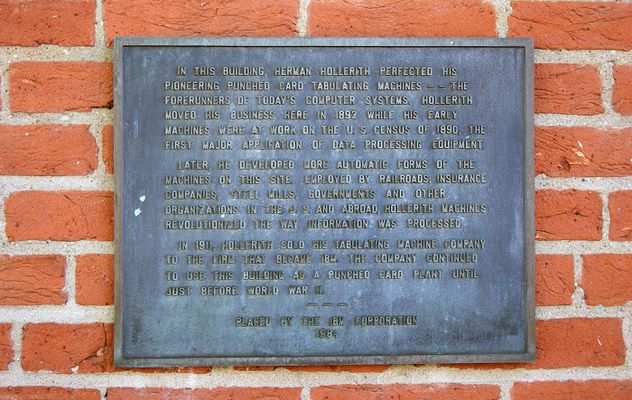 IN THIS BUILDING, HERMAN HOLLERITH PERFECTED HIS
PIONEERING PUNCHED CARD TABULATING MACHINES -- THE
FORERUNNERS OF TODAY'S COMPUTER SYSTEMS. HOLLERITH
MOVED HIS BUSINESS HERE IN 1892 WHILE HIS EARLY
MACHINES WERE AT WORK ON THE U.S. CENSUS OF 1890, THE
FIRST MAJOR APPLICATION OF DATA PROCESSING EQUIPMENT.
LATER, HE DEVELOPED MORE AUTOMATIC FORMS OF THE
MACHINES ON THIS SITE. EMPLOYED BY RAILROADS, INSURANCE
COMPANIES, STEEL MILLS, GOVERNMENTS AND OTHER
ORGANIZATIONS IN THE U.S. AND ABROAD, HOLLERITH MACHINES
REVOLUTIONIZED THE WAY INFORMATION WAS PROCESSED.
IN 1911, HOLLERITH SOLD HIS TABULATING MACHINE COMPANY
TO THE FIRM THAT BECAME IBM. THE COMPANY CONTINUED
TO USE THIS BUILDING AS A PUNCHED CARD PLANT UNTIL
JUST BEFORE WORLD WAR II.
---
PLACED BY THE IBM CORPORATION
1984